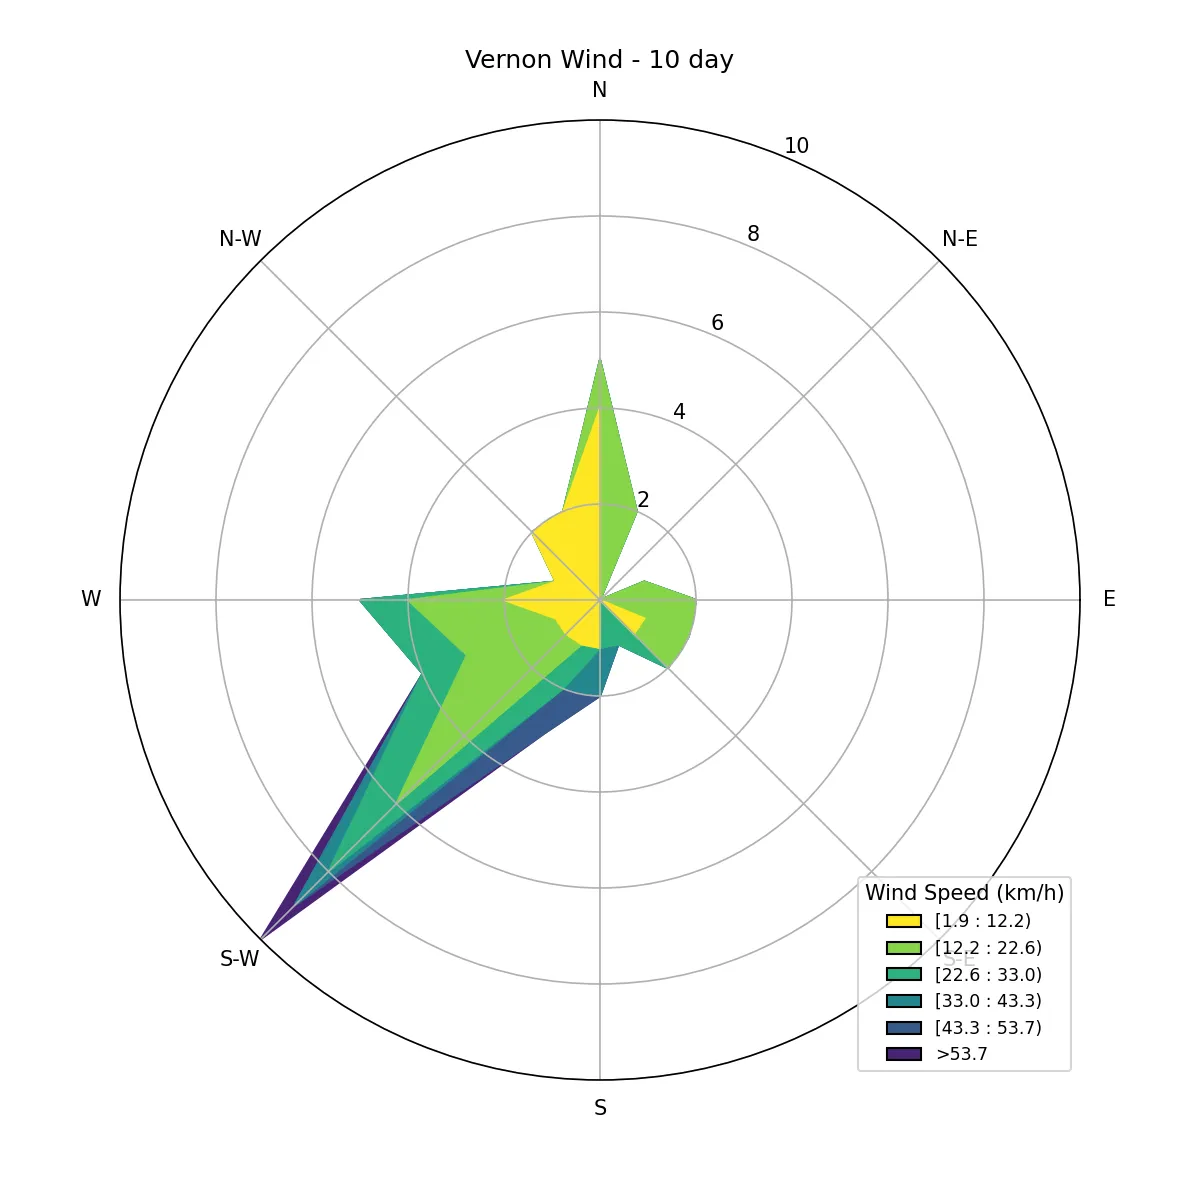 Vernon Wind - 10 day
N
10
N-W
N-E
8
6
4
2
W
E
Wind Speed (km/h)
[1.9 : 12.2)
[12.2 : 22.6)
S-W
S-E
[22.6 : 33.0)
[33.0 : 43.3)
[43.3 : 53.7)
>53.7
S